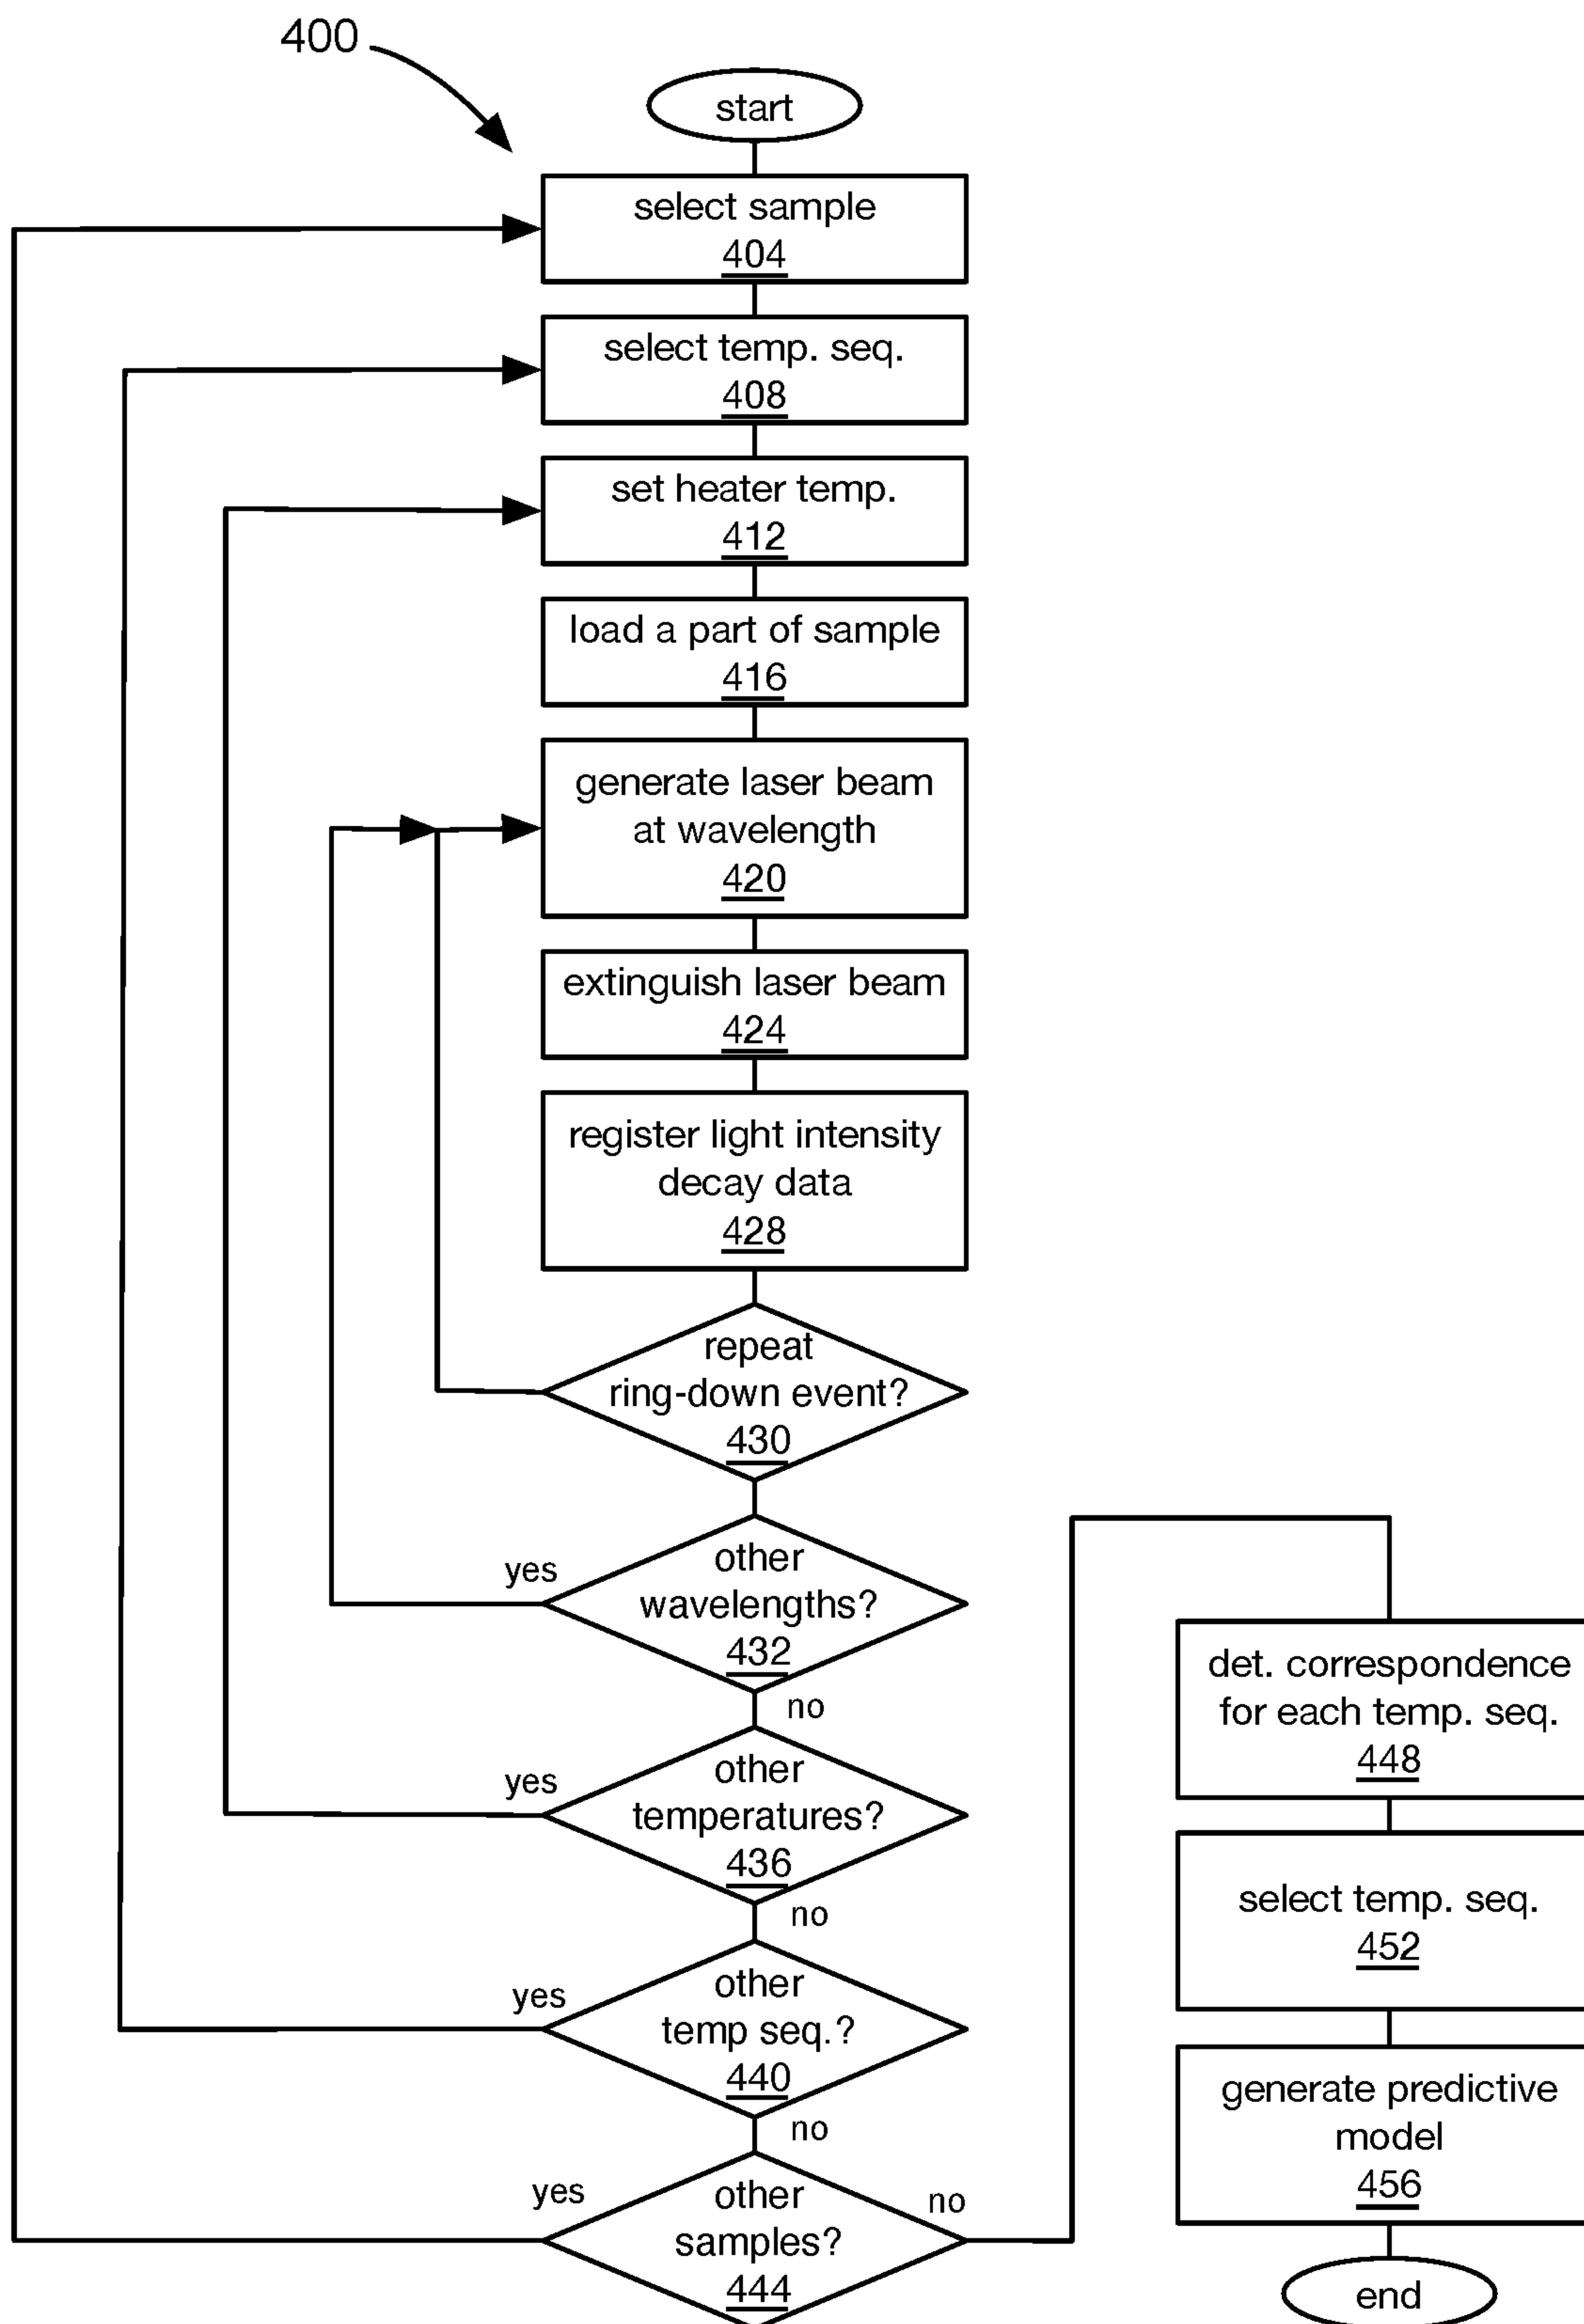 400
start
select sample
404
select temp. seq.
408
set heater temp.
412
load a part of sample
416
generate laser beam
at wavelength
420
extinguish laser beam
424
register light intensity
decay data
428
repeat
ring-down event?
430
yes
other
wavelengths?
432
no
yes
other
temperatures?
436
no
yes
other
temp seq.?
440
no
yes
other
samples?
444
no
det. correspondence
for each temp. seq.
448
select temp. seq.
452
generate predictive
model
456
end